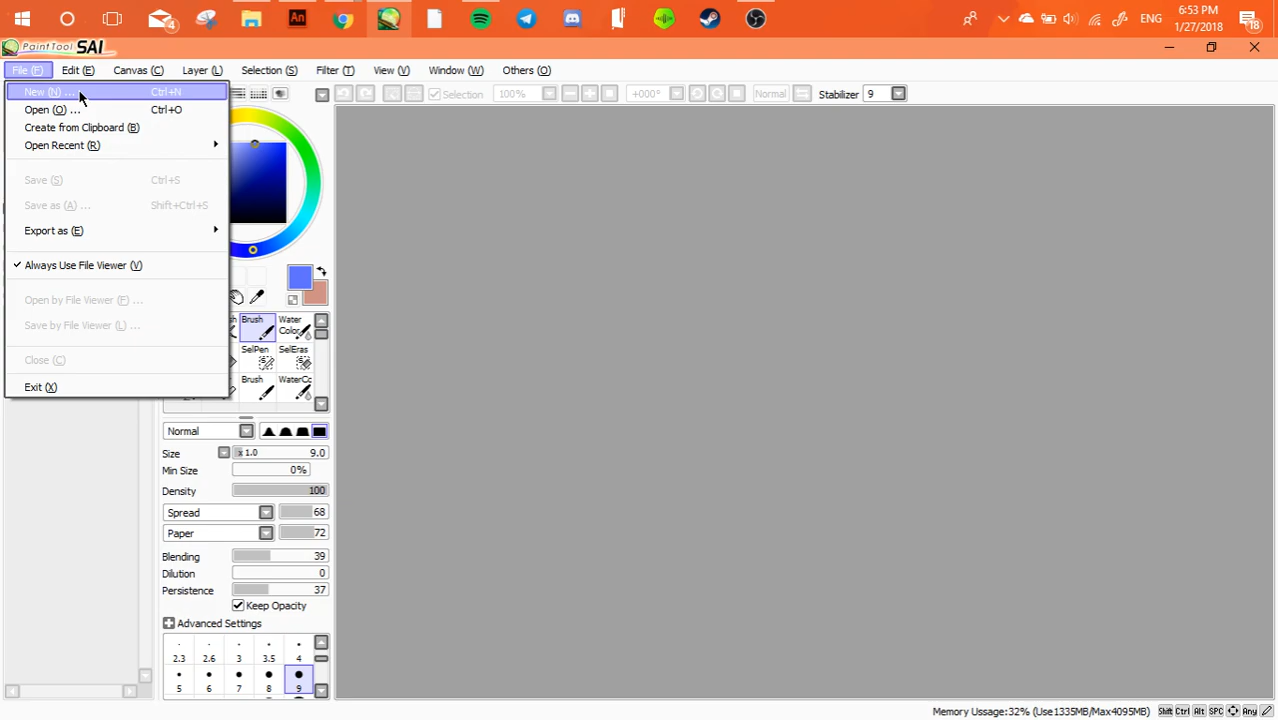 4
An
ENG
6:53 PM
1/27/2018
18
PaintTool SAI
File (F) Edit (E) Canvas (C) Layer (L) Selection (S) Filter (T) View (V) Window (W) Others (O)
New (N) ... Ctrl+N
Open (O) ... Ctrl+O
Create from Clipboard (B)
Open Recent (R)
Save (S) Ctrl+S
Save as (A) ... Shift+Ctrl+S
Export as (E)
Always Use File Viewer (V)
Open by File Viewer (F) ...
Save by File Viewer (L) ...
Close (C)
Exit (X)
Selection 100% +000° Normal Stabilizer 9
Brush Water
Color
SelPen SelEras
Brush WaterCo
Normal
Size x 1.0 9.0
Min Size 0%
Density 100
Spread 68
Paper 72
Blending 39
Dilution 0
Persistence 37
Keep Opacity
Advanced Settings
2.3 2.6 3 3.5 4
5 6 7 8 9
Memory Ussage:32% (Use1335MB/Max4095MB) Shift Ctrl Alt SPC Any